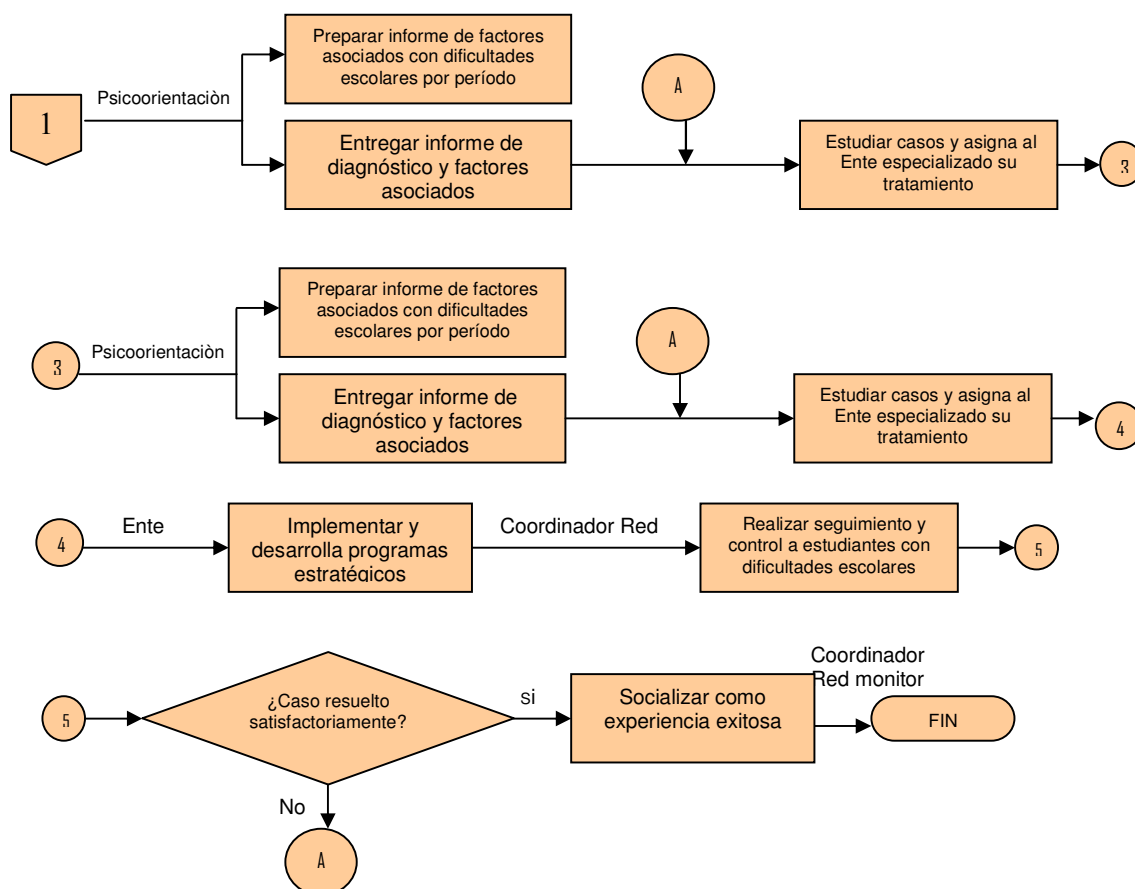 Preparar informe de factores
asociados con dificultades
escolares por período
Psicoorientaciòn
1
A
Entregar informe de
diagnóstico y factores
asociados
Estudiar casos y asigna al
Ente especializado su
tratamiento
3
Preparar informe de factores
asociados con dificultades
escolares por período
3
Psicoorientaciòn
A
Entregar informe de
diagnóstico y factores
asociados
Estudiar casos y asigna al
Ente especializado su
tratamiento
4
4
Ente
Implementar y
desarrolla programas
estratégicos
Coordinador Red
Realizar seguimiento y
control a estudiantes con
dificultades escolares
5
5
¿Caso resuelto
satisfactoriamente?
si
Socializar como
experiencia exitosa
Coordinador
Red monitor
FIN
No
A